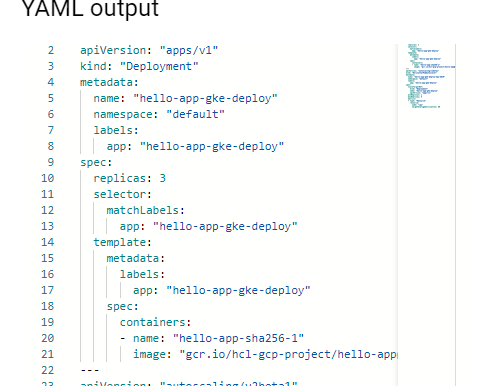 YAML output
2 apiVersion: "apps/v1"
3 kind: "Deployment"
4 metadata:
5   name: "hello-app-gke-deploy"
6   namespace: "default"
7   labels:
8     app: "hello-app-gke-deploy"
9 spec:
10   replicas: 3
11   selector:
12     matchLabels:
13       app: "hello-app-gke-deploy"
14   template:
15     metadata:
16       labels:
17         app: "hello-app-gke-deploy"
18     spec:
19       containers:
20       - name: "hello-app-sha256-1"
21         image: "gcr.io/hcl-gcp-project/hello-app
22 ---
23 apiVersion: "autoscaling/v2beta1"